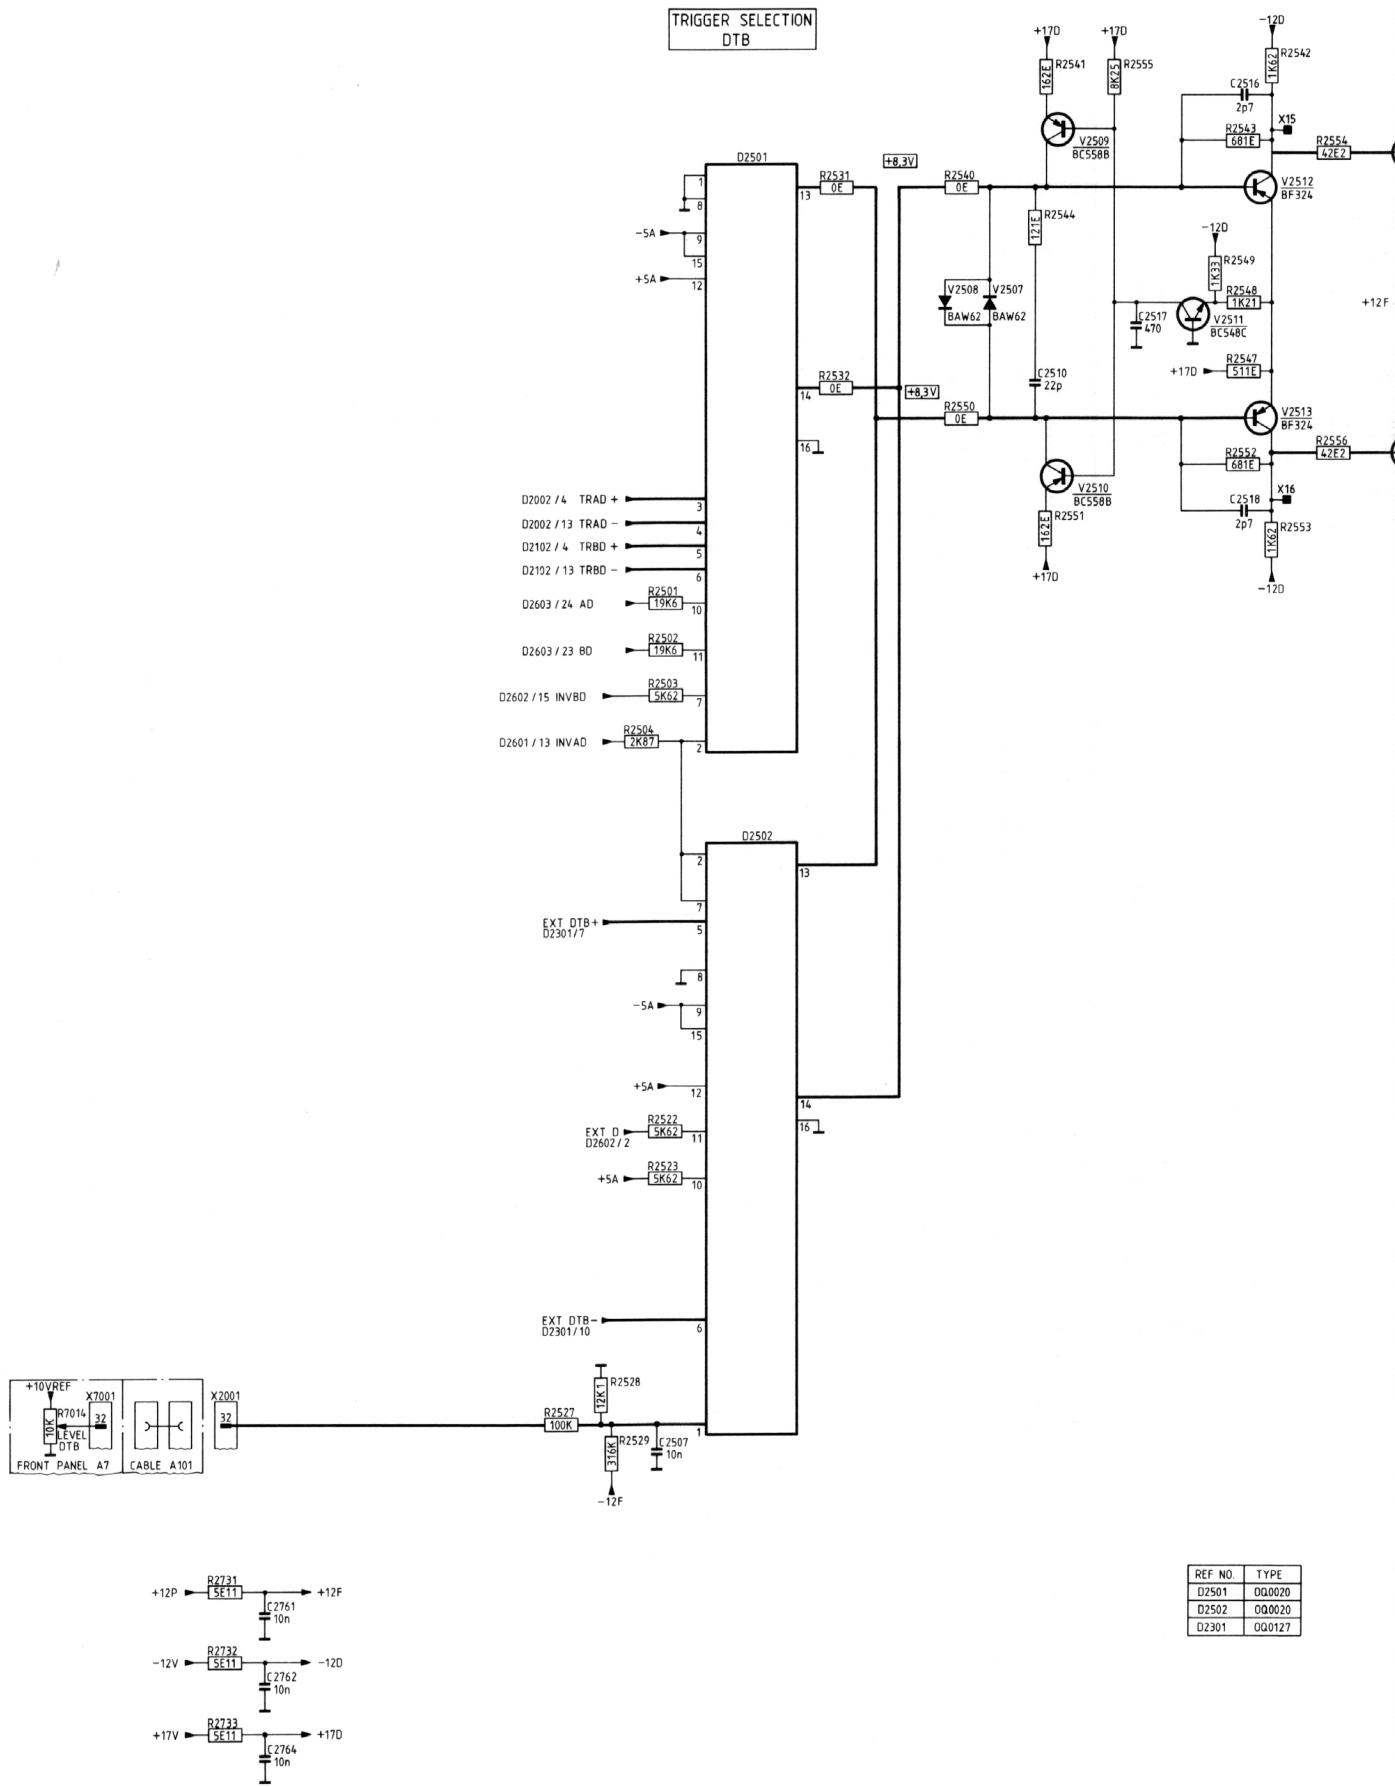 TRIGGER SELECTION
DTB
+17D
+17D
-12D
R2541
162E
R2555
8K25
R2542
1K62
C2516
2p7
X15
V2509
BC558B
R2543
681E
R2554
42E2
D2501
+8,3V
R2531
0E
R2540
0E
V2512
BF324
1
8
13
-5A
9
15
+5A
12
R2544
121E
-12D
R2549
1K33
V2508
BAW62
V2507
BAW62
R2548
1K21
C2517
470
V2511
BC548C
+12F
R2547
511E
+17D
C2510
22p
R2532
0E
14
+8,3V
R2550
0E
V2513
BF324
R2556
42E2
16
R2552
681E
V2510
BC558B
C2518
2p7
X16
R2551
162E
R2553
1K62
+17D
-12D
D2002/4 TRAD +
3
D2002/13 TRAD -
4
D2102/4 TRBD +
5
D2102/13 TRBD -
6
D2603/24 AD
R2501
19K6
10
D2603/23 BD
R2502
19K6
11
D2602/15 INVBD
R2503
5K62
7
D2601/13 INVAD
R2504
2K87
2
D2502
2
13
7
EXT DTB+
D2301/7
5
8
-5A
9
15
+5A
12
14
EXT D
D2602/2
R2522
5K62
11
16
+5A
R2523
5K62
10
EXT DTB-
D2301/10
6
+10VREF
R7014
10K
LEVEL
DTB
X7001
32
X2001
32
FRONT PANEL A7
CABLE A101
R2528
12K1
R2527
100K
1
R2529
316K
C2507
10n
-12F
+12P
R2731
5E11
+12F
C2761
10n
-12V
R2732
5E11
-12D
C2762
10n
+17V
R2733
5E11
+17D
C2764
10n
REF NO. TYPE
D2501 OQ0020
D2502 OQ0020
D2301 OQ0127